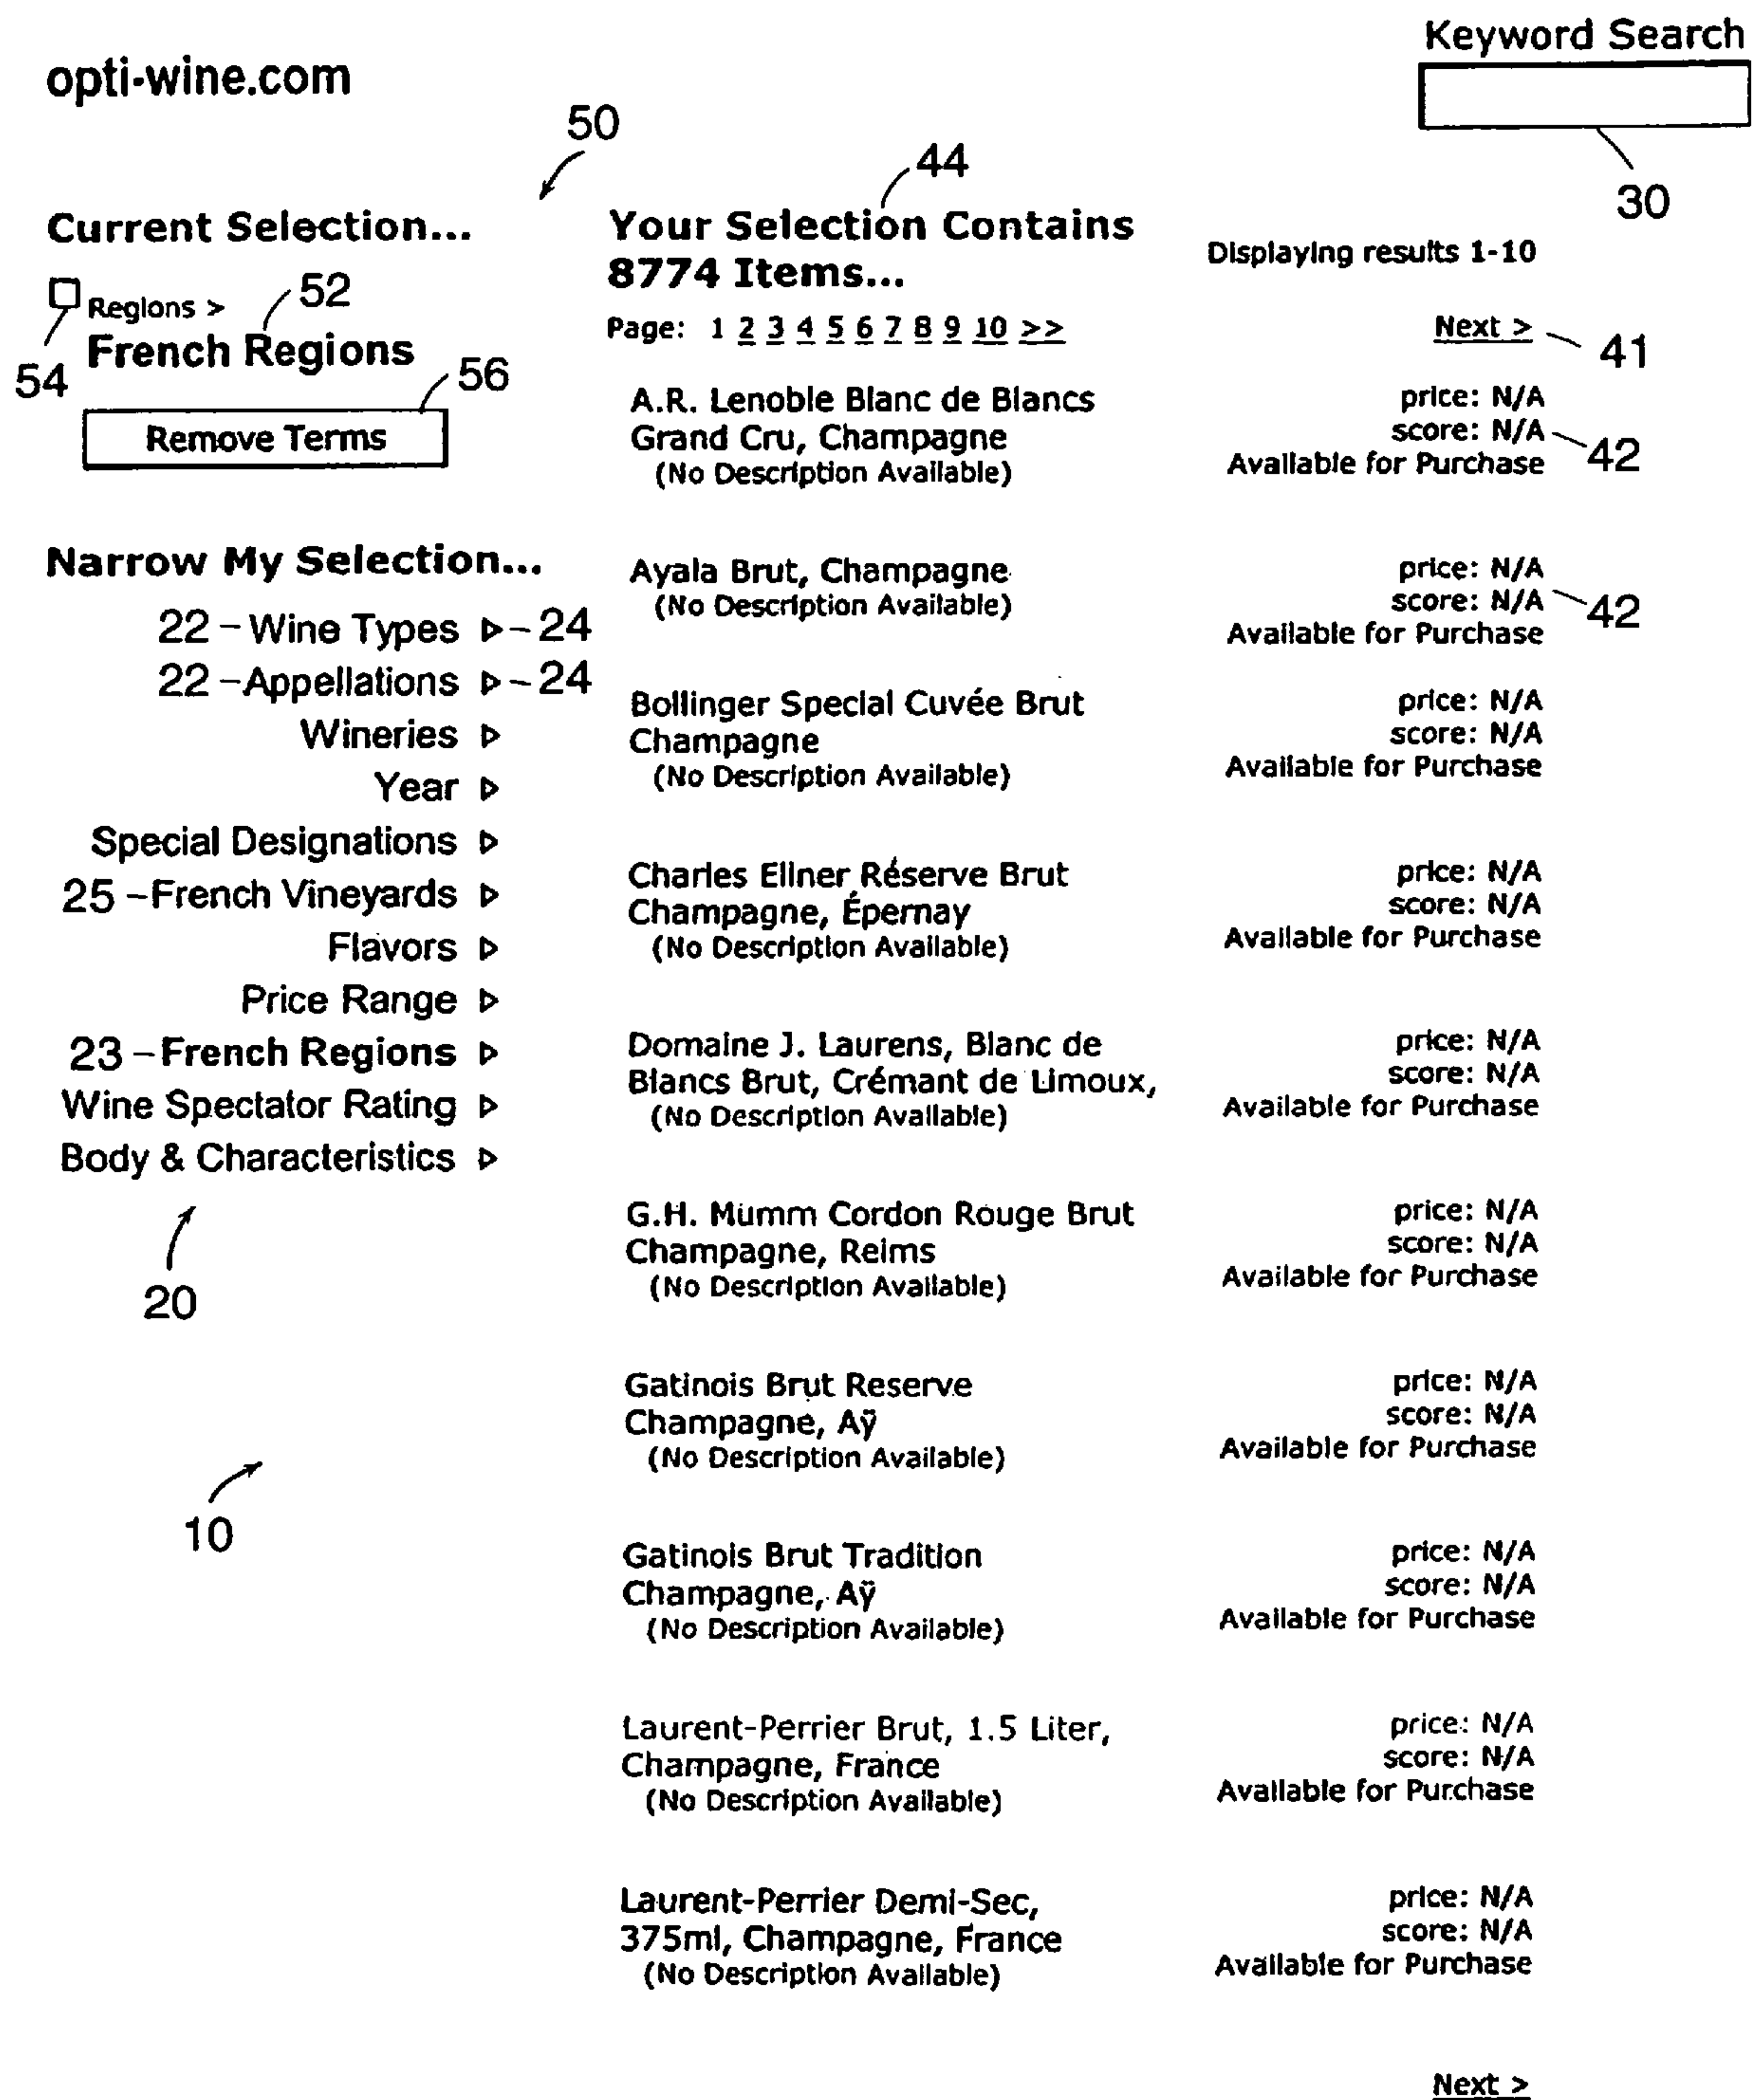 Keyword Search
opti-wine.com
50
44
30
Current Selection...
Your Selection Contains
8774 Items...
Displaying results 1-10
Regions >
52
French Regions
54
56
Remove Terms
Page: 1 2 3 4 5 6 7 8 9 10 >>
Next >
41
A.R. Lenoble Blanc de Blancs
Grand Cru, Champagne
(No Description Available)
price: N/A
score: N/A
42
Available for Purchase
Narrow My Selection...
22 - Wine Types ▷ - 24
22 - Appellations ▷ - 24
Wineries ▷
Year ▷
Special Designations ▷
25 - French Vineyards ▷
Flavors ▷
Price Range ▷
23 - French Regions ▷
Wine Spectator Rating ▷
Body & Characteristics ▷
20
10
Ayala Brut, Champagne
(No Description Available)
price: N/A
score: N/A
42
Available for Purchase
Bollinger Special Cuvée Brut
Champagne
(No Description Available)
price: N/A
score: N/A
Available for Purchase
Charles Ellner Réserve Brut
Champagne, Épernay
(No Description Available)
price: N/A
score: N/A
Available for Purchase
Domaine J. Laurens, Blanc de
Blancs Brut, Crémant de Limoux,
(No Description Available)
price: N/A
score: N/A
Available for Purchase
G.H. Mumm Cordon Rouge Brut
Champagne, Reims
(No Description Available)
price: N/A
score: N/A
Available for Purchase
Gatinois Brut Reserve
Champagne, Aÿ
(No Description Available)
price: N/A
score: N/A
Available for Purchase
Gatinois Brut Tradition
Champagne, Aÿ
(No Description Available)
price: N/A
score: N/A
Available for Purchase
Laurent-Perrier Brut, 1.5 Liter,
Champagne, France
(No Description Available)
price: N/A
score: N/A
Available for Purchase
Laurent-Perrier Demi-Sec,
375ml, Champagne, France
(No Description Available)
price: N/A
score: N/A
Available for Purchase
Next >